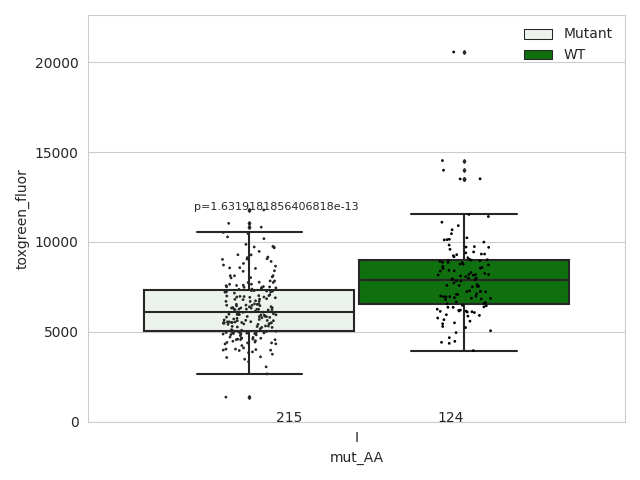 Mutant
WT
20000
15000
10000
5000
0
toxgreen_fluor
p=1.6319181856406818e-13
215
124
I
mut_AA